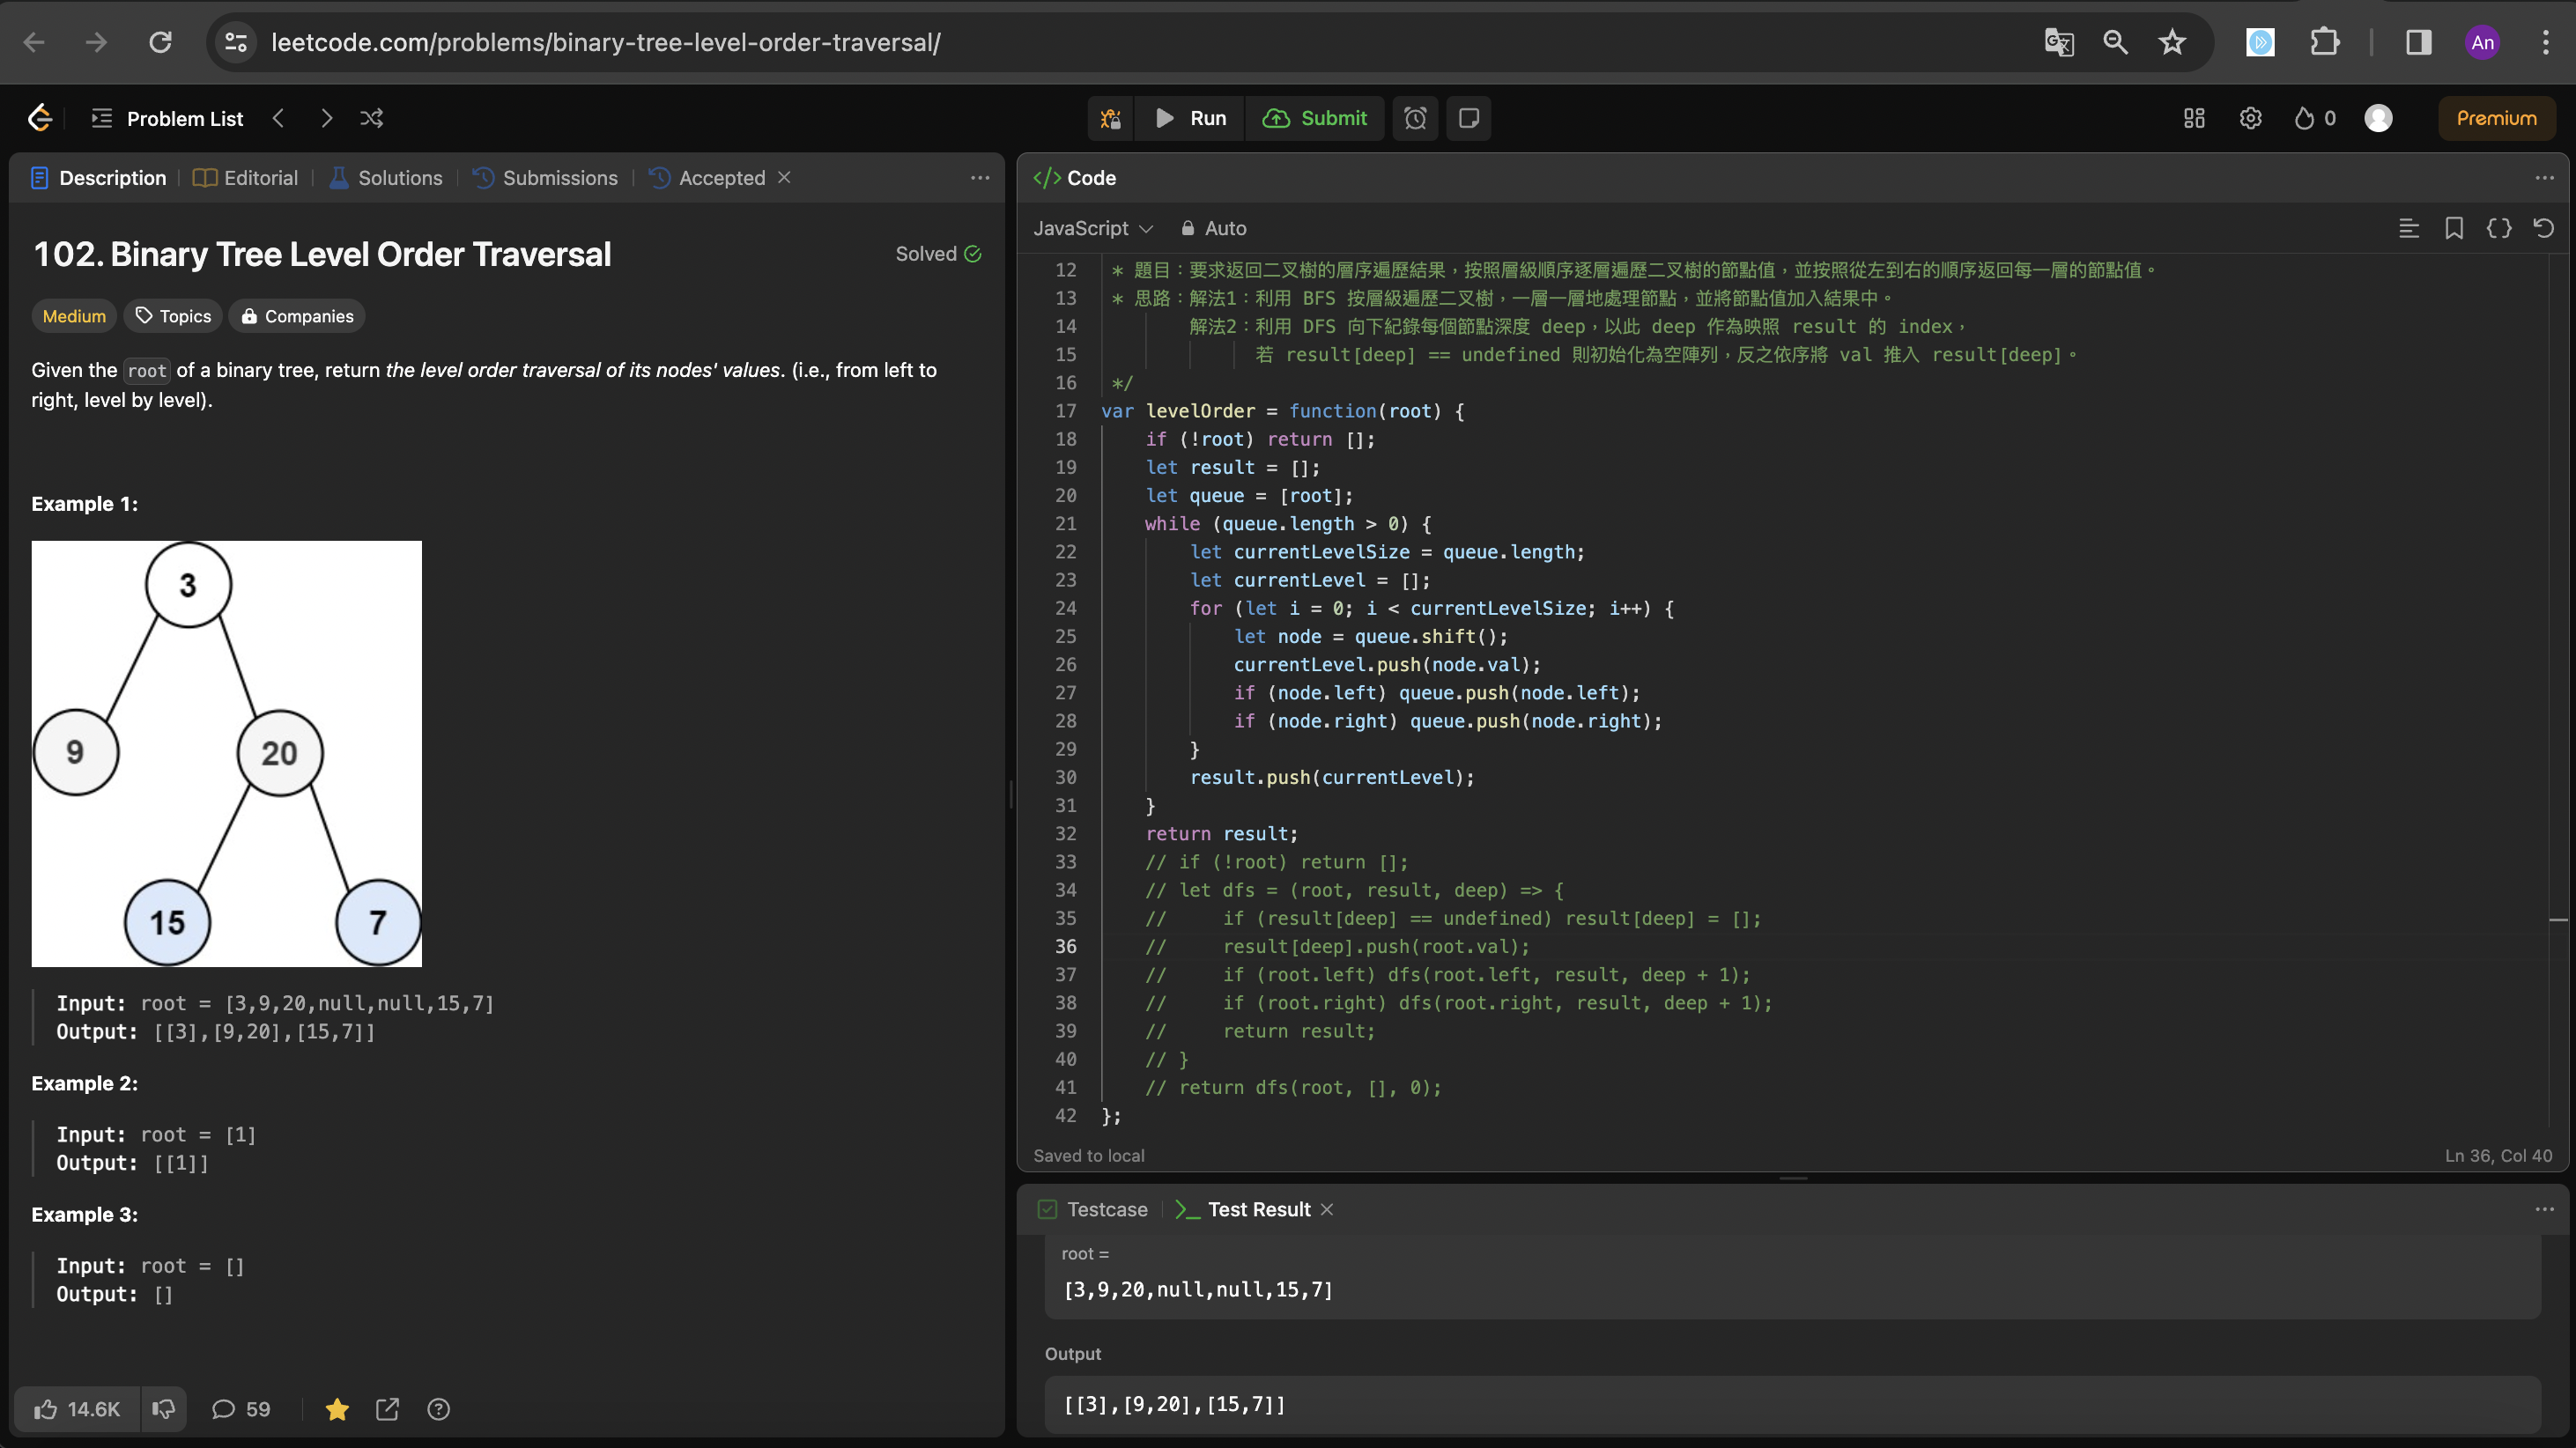 leetcode.com/problems/binary-tree-level-order-traversal/
An
Problem List
Run
Submit
0
Premium
Description
Editorial
Solutions
Submissions
Accepted
102. Binary Tree Level Order Traversal
Solved
Medium
Topics
Companies
Given the root of a binary tree, return the level order traversal of its nodes' values. (i.e., from left to
right, level by level).
Example 1:
3
9
20
15
7
Input: root = [3,9,20,null,null,15,7]
Output: [[3],[9,20],[15,7]]
Example 2:
Input: root = [1]
Output: [[1]]
Example 3:
Input: root = []
Output: []
14.6K
59
</> Code
JavaScript
Auto
12 * 題目：要求返回二叉樹的層序遍歷結果，按照層級順序逐層遍歷二叉樹的節點值，並按照從左到右的順序返回每一層的節點值。
13 * 思路：解法1：利用 BFS 按層級遍歷二叉樹，一層一層地處理節點，並將節點值加入結果中。
14 解法2：利用 DFS 向下紀錄每個節點深度 deep，以此 deep 作為映照 result 的 index，
15 若 result[deep] == undefined 則初始化為空陣列，反之依序將 val 推入 result[deep]。
16 */
17 var levelOrder = function(root) {
18 if (!root) return [];
19 let result = [];
20 let queue = [root];
21 while (queue.length > 0) {
22 let currentLevelSize = queue.length;
23 let currentLevel = [];
24 for (let i = 0; i < currentLevelSize; i++) {
25 let node = queue.shift();
26 currentLevel.push(node.val);
27 if (node.left) queue.push(node.left);
28 if (node.right) queue.push(node.right);
29 }
30 result.push(currentLevel);
31 }
32 return result;
33 // if (!root) return [];
34 // let dfs = (root, result, deep) => {
35 // if (result[deep] == undefined) result[deep] = [];
36 // result[deep].push(root.val);
37 // if (root.left) dfs(root.left, result, deep + 1);
38 // if (root.right) dfs(root.right, result, deep + 1);
39 // return result;
40 // }
41 // return dfs(root, [], 0);
42 };
Saved to local
Ln 36, Col 40
Testcase
Test Result
root =
[3,9,20,null,null,15,7]
Output
[[3],[9,20],[15,7]]